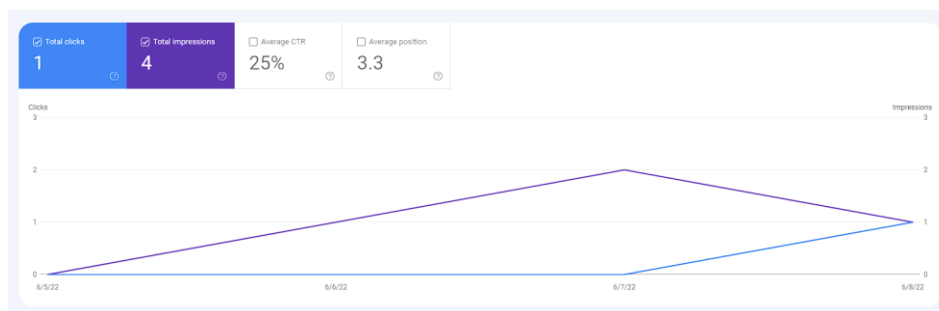 Total clicks
1
Total impressions
4
Average CTR
25%
Average position
3.3
Clicks
Impressions
3
3
2
2
1
1
0
0
6/5/22
6/6/22
6/7/22
6/8/22